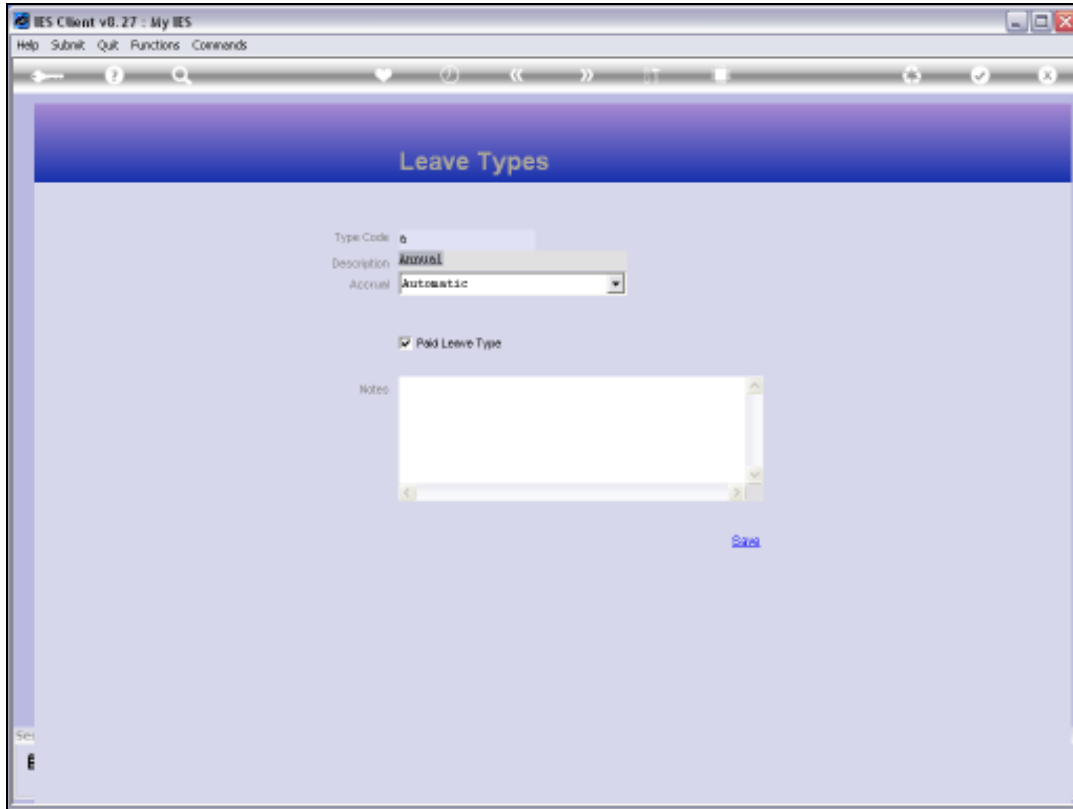 IES Client v8.27 : My IES
Help Submit Quit Functions Commands
Leave Types
Type Code 6
Description Annual
Accrual Automatic
Paid Leave Type
Notes
Save